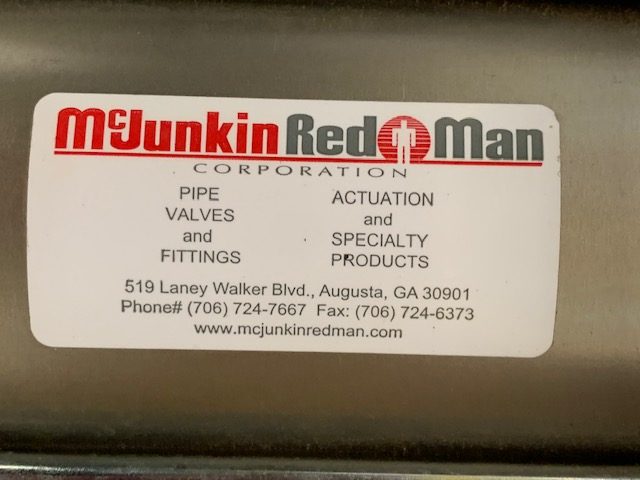 McJunkin Red Man
CORPORATION
PIPE
VALVES
and
FITTINGS
ACTUATION
and
SPECIALTY
PRODUCTS
519 Laney Walker Blvd., Augusta, GA 30901
Phone# (706) 724-7667 Fax: (706) 724-6373
www.mcjunkinredman.com